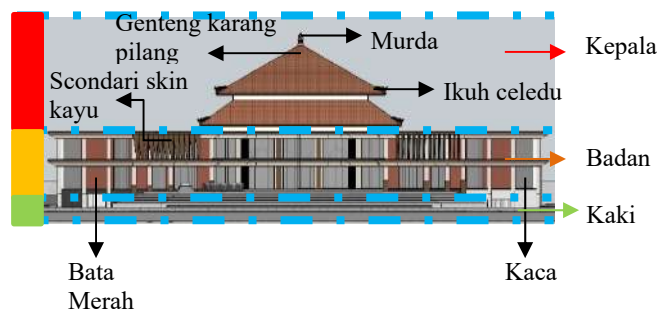 Genteng karang
pilang
Murda
Kepala
Scondari skin
kayu
Ikuh celedu
Badan
Kaki
Bata
Merah
Kaca